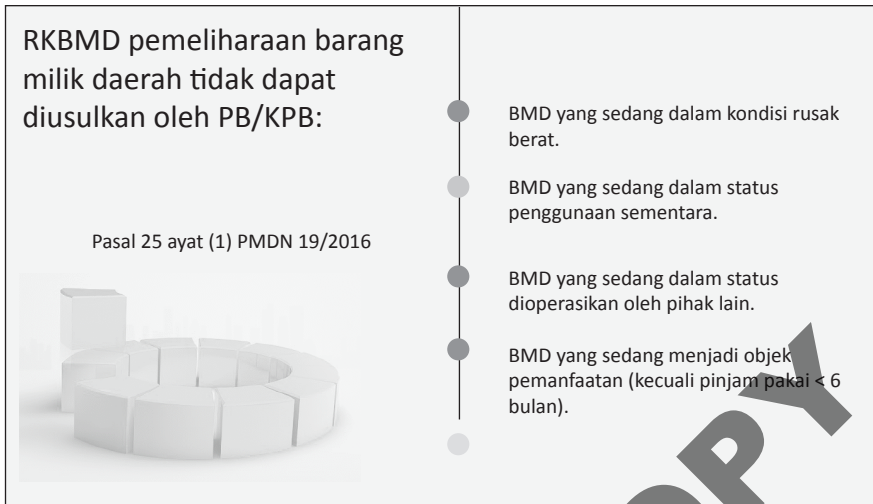 RKBMD pemeliharaan barang
milik daerah tidak dapat
diusulkan oleh PB/KPB:
Pasal 25 ayat (1) PMDN 19/2016
BMD yang sedang dalam kondisi rusak
berat.
BMD yang sedang dalam status
penggunaan sementara.
BMD yang sedang dalam status
dioperasikan oleh pihak lain.
BMD yang sedang menjadi objek
pemanfaatan (kecuali pinjam pakai < 6
bulan).
OPY